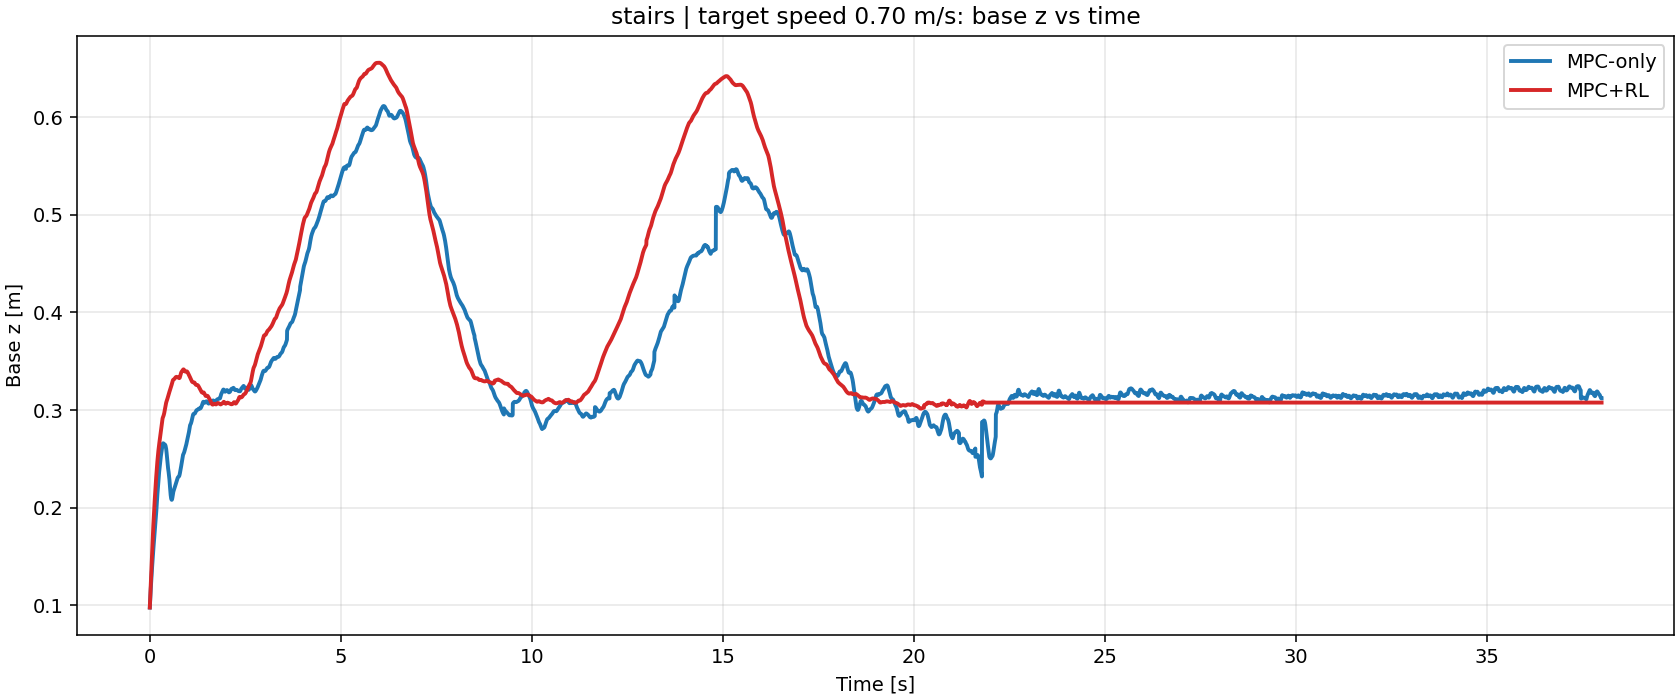 stairs | target speed 0.70 m/s: base z vs time
MPC-only
MPC+RL
Base z [m]
0.6
0.5
0.4
0.3
0.2
0.1
0 5 10 15 20 25 30 35
Time [s]